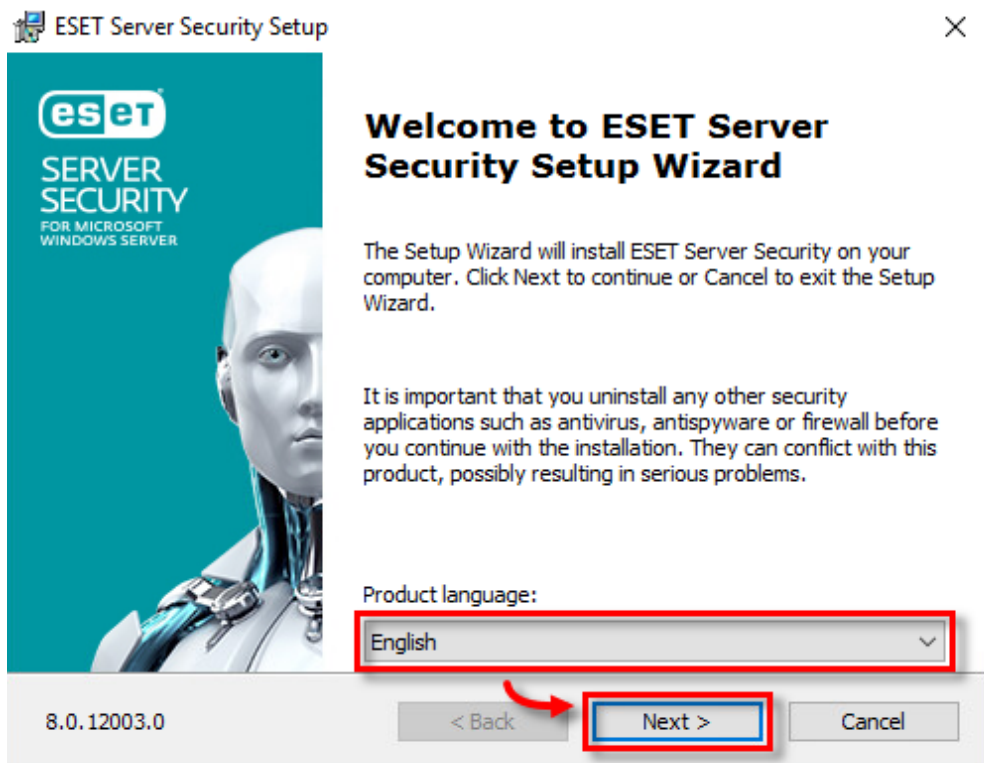 ESET Server Security Setup
eset
SERVER
SECURITY
FOR MICROSOFT
WINDOWS SERVER
Welcome to ESET Server
Security Setup Wizard
The Setup Wizard will install ESET Server Security on your
computer. Click Next to continue or Cancel to exit the Setup
Wizard.
It is important that you uninstall any other security
applications such as antivirus, antispyware or firewall before
you continue with the installation. They can conflict with this
product, possibly resulting in serious problems.
Product language:
English
8.0.12003.0
< Back
Next >
Cancel